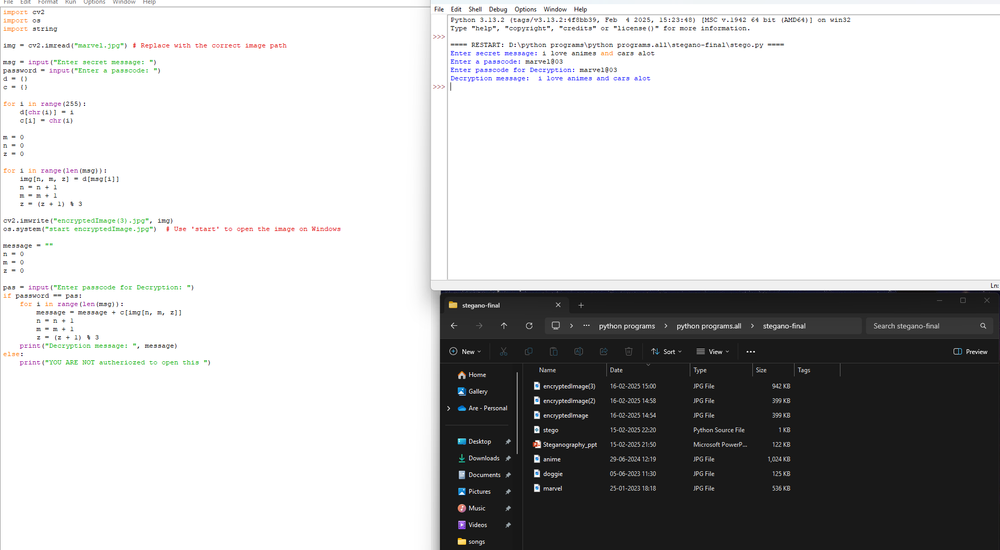 File Edit Format Run Options Window Help
import cv2
import os
import string
img = cv2.imread("marvel.jpg") # Replace with the correct image path
msg = input("Enter secret message: ")
password = input("Enter a passcode: ")
d = {}
c = {}
for i in range(255):
    d[chr(i)] = i
    c[i] = chr(i)
m = 0
n = 0
z = 0
for i in range(len(msg)):
    img[n, m, z] = d[msg[i]]
    n = n + 1
    m = m + 1
    z = (z + 1) % 3
cv2.imwrite("encryptedImage(3).jpg", img)
os.system("start encryptedImage.jpg")  # Use 'start' to open the image on Windows
message = ""
n = 0
m = 0
z = 0
pas = input("Enter passcode for Decryption: ")
if password == pas:
    for i in range(len(msg)):
        message = message + c[img[n, m, z]]
        n = n + 1
        m = m + 1
        z = (z + 1) % 3
    print("Decryption message: ", message)
else:
    print("YOU ARE NOT autheriozed to open this ")
File Edit Shell Debug Options Window Help
Python 3.13.2 (tags/v3.13.2:4f8bb39, Feb  4 2025, 15:23:48) [MSC v.1942 64 bit (AMD64)] on win32
Type "help", "copyright", "credits" or "license()" for more information.
>>>
==== RESTART: D:\python programs\python programs.all\stegano-final\stego.py ====
Enter secret message: i love animes and cars alot
Enter a passcode: marvel@03
Enter passcode for Decryption: marvel@03
Decryption message:  i love animes and cars alot
>>>
Ln:
stegano-final
python programs > python programs.all > stegano-final
Search stegano-final
New Sort View ... Preview
Home
Gallery
Are - Personal
Desktop
Downloads
Documents
Pictures
Music
Videos
songs
Name Date Type Size Tags
encryptedImage(3) 16-02-2025 15:00 JPG File 942 KB
encryptedImage(2) 16-02-2025 14:58 JPG File 399 KB
encryptedImage 16-02-2025 14:54 JPG File 399 KB
stego 15-02-2025 22:20 Python Source File 1 KB
Steganography_ppt 15-02-2025 21:50 Microsoft PowerP... 122 KB
anime 29-06-2024 12:19 JPG File 1,024 KB
doggie 05-06-2023 11:30 JPG File 125 KB
marvel 25-01-2023 18:18 JPG File 536 KB